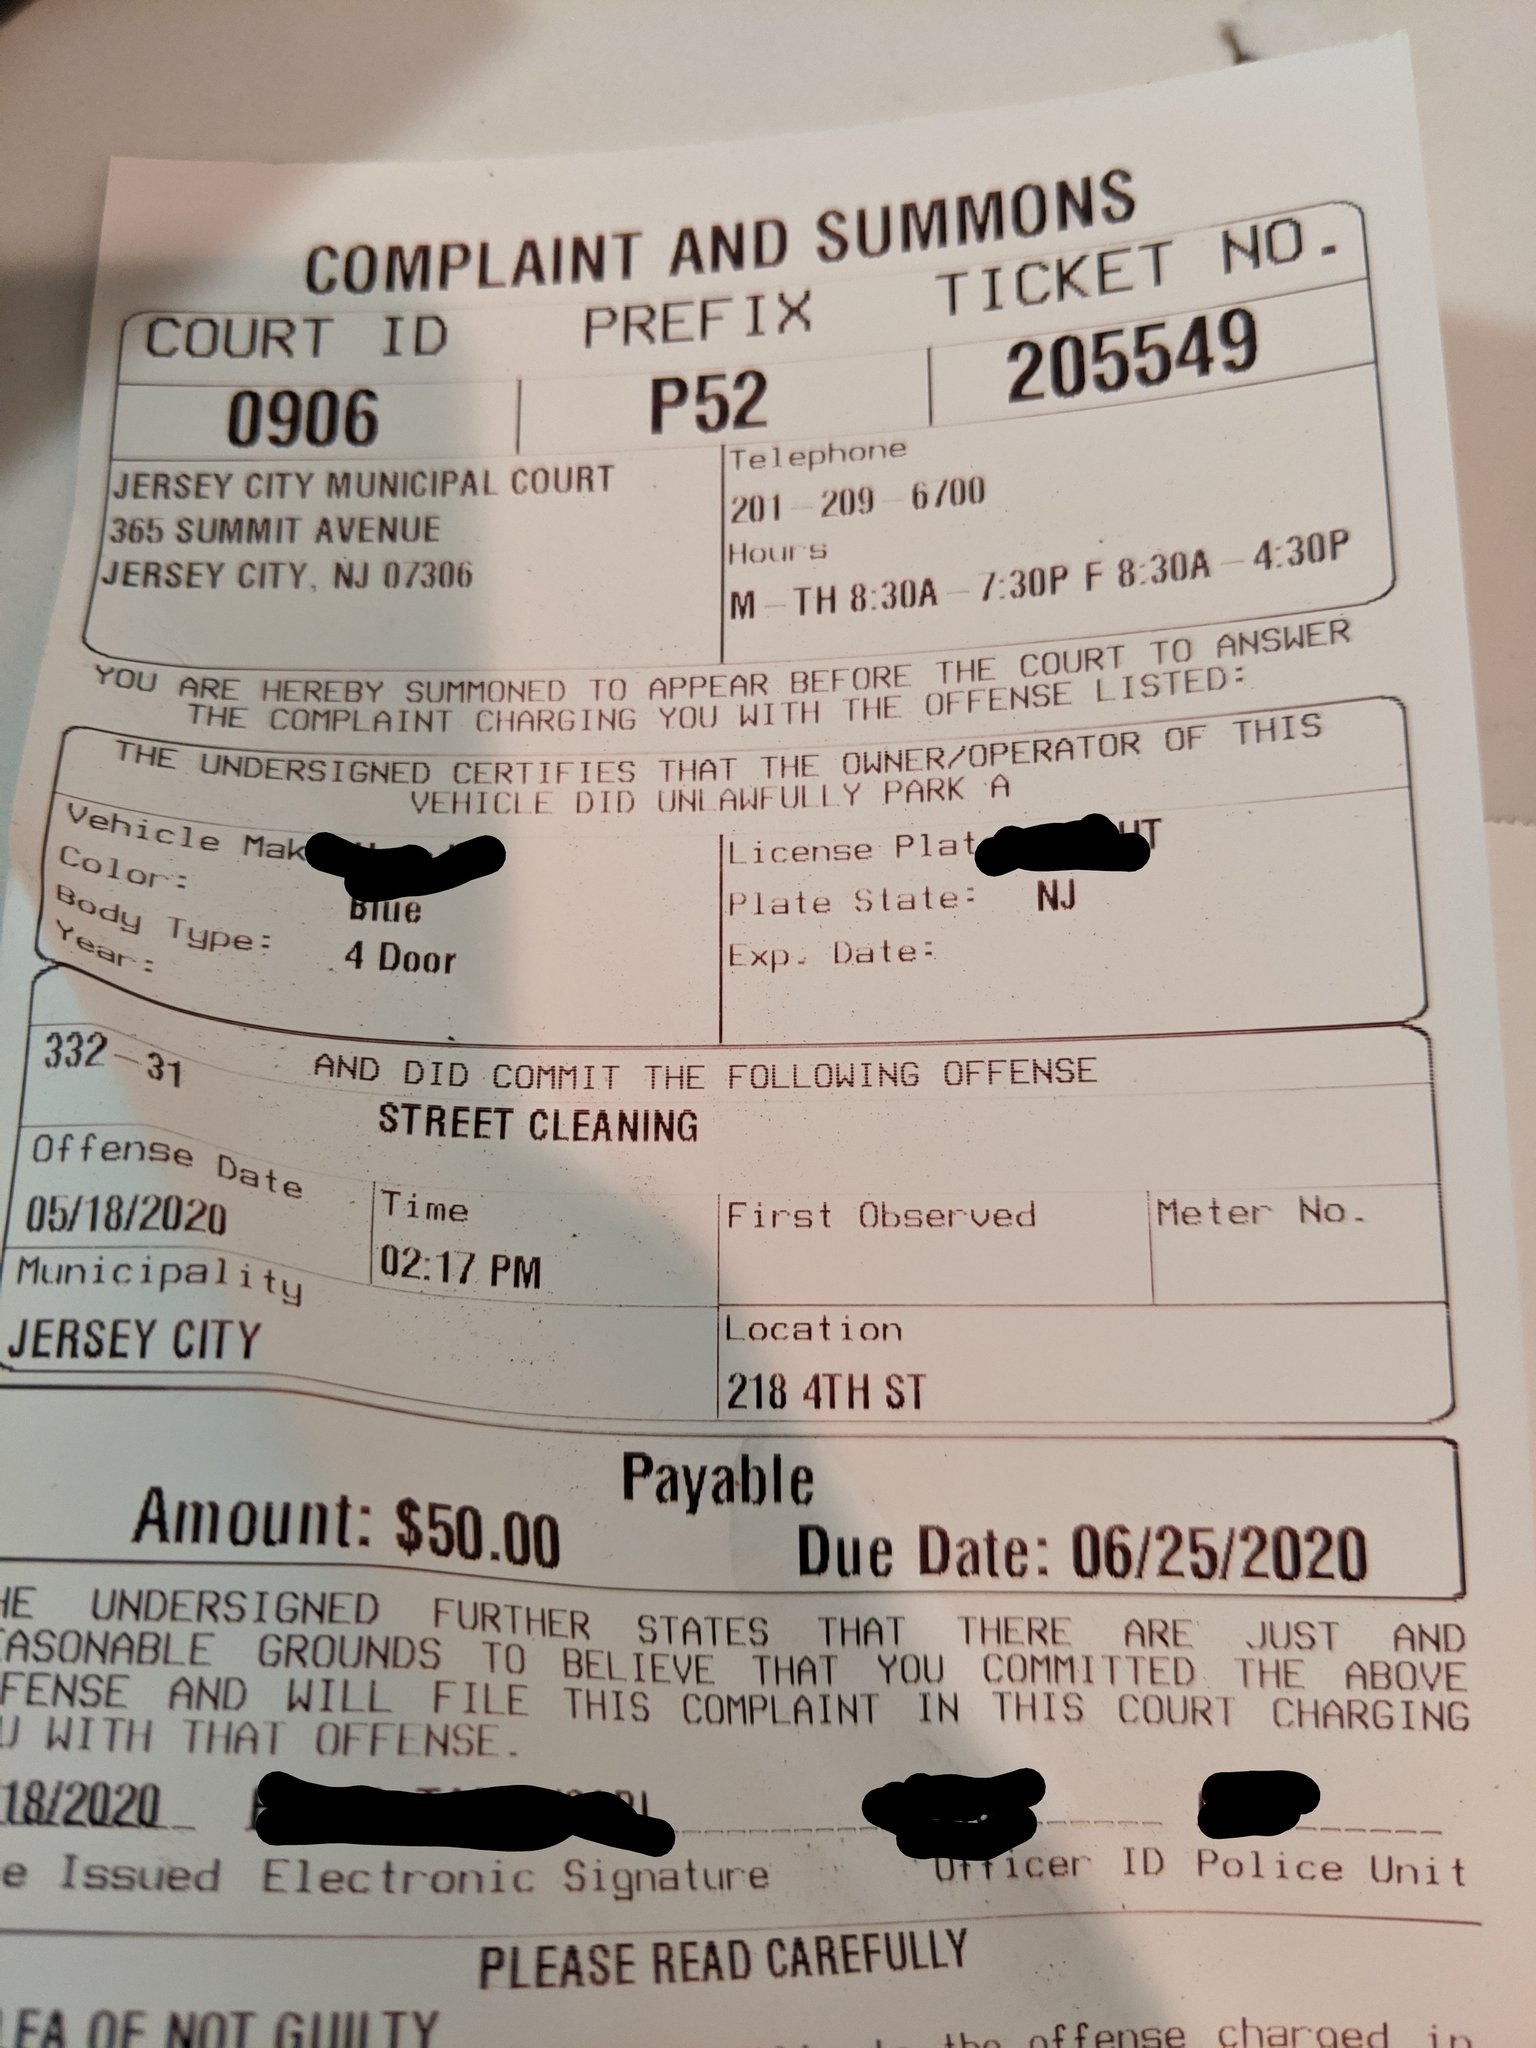 COMPLAINT AND SUMMONS
COURT ID PREFIX TICKET NO.
0906 P52 205549
JERSEY CITY MUNICIPAL COURT
365 SUMMIT AVENUE
JERSEY CITY, NJ 07306
Telephone
201-209-6700
Hours
M-TH 8:30A-7:30P F 8:30A-4:30P
YOU ARE HEREBY SUMMONED TO APPEAR BEFORE THE COURT TO ANSWER
THE COMPLAINT CHARGING YOU WITH THE OFFENSE LISTED:
THE UNDERSIGNED CERTIFIES THAT THE OWNER/OPERATOR OF THIS
VEHICLE DID UNLAWFULLY PARK A
Vehicle Mak
Color: Blue
Body Type: 4 Door
Year:
License Plat HT
Plate State: NJ
Exp. Date:
332-31 AND DID COMMIT THE FOLLOWING OFFENSE
STREET CLEANING
Offense Date
05/18/2020
Time
02:17 PM
First Observed
Meter No.
Municipality
JERSEY CITY
Location
218 4TH ST
Payable
Amount: $50.00 Due Date: 06/25/2020
HE UNDERSIGNED FURTHER STATES THAT THERE ARE JUST AND
EASONABLE GROUNDS TO BELIEVE THAT YOU COMMITTED THE ABOVE
FENSE AND WILL FILE THIS COMPLAINT IN THIS COURT CHARGING
U WITH THAT OFFENSE.
18/2020
e Issued Electronic Signature Officer ID Police Unit
PLEASE READ CAREFULLY
LEA OF NOT GUILTY
the offense charged in